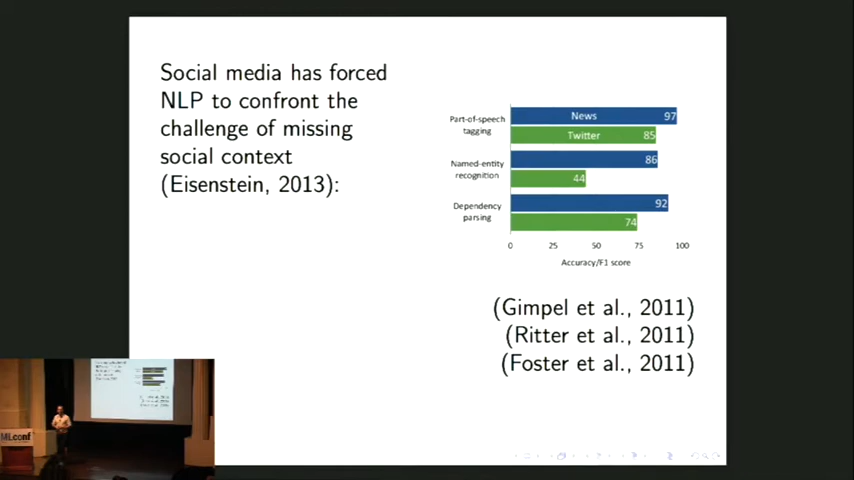 Social media has forced
NLP to confront the
challenge of missing
social context
(Eisenstein, 2013):
Part-of-speech
tagging
News 97
Twitter 85
Named-entity
recognition
86
44
Dependency
parsing
92
74
0 25 50 75 100
Accuracy/F1 score
(Gimpel et al., 2011)
(Ritter et al., 2011)
(Foster et al., 2011)
MLconf